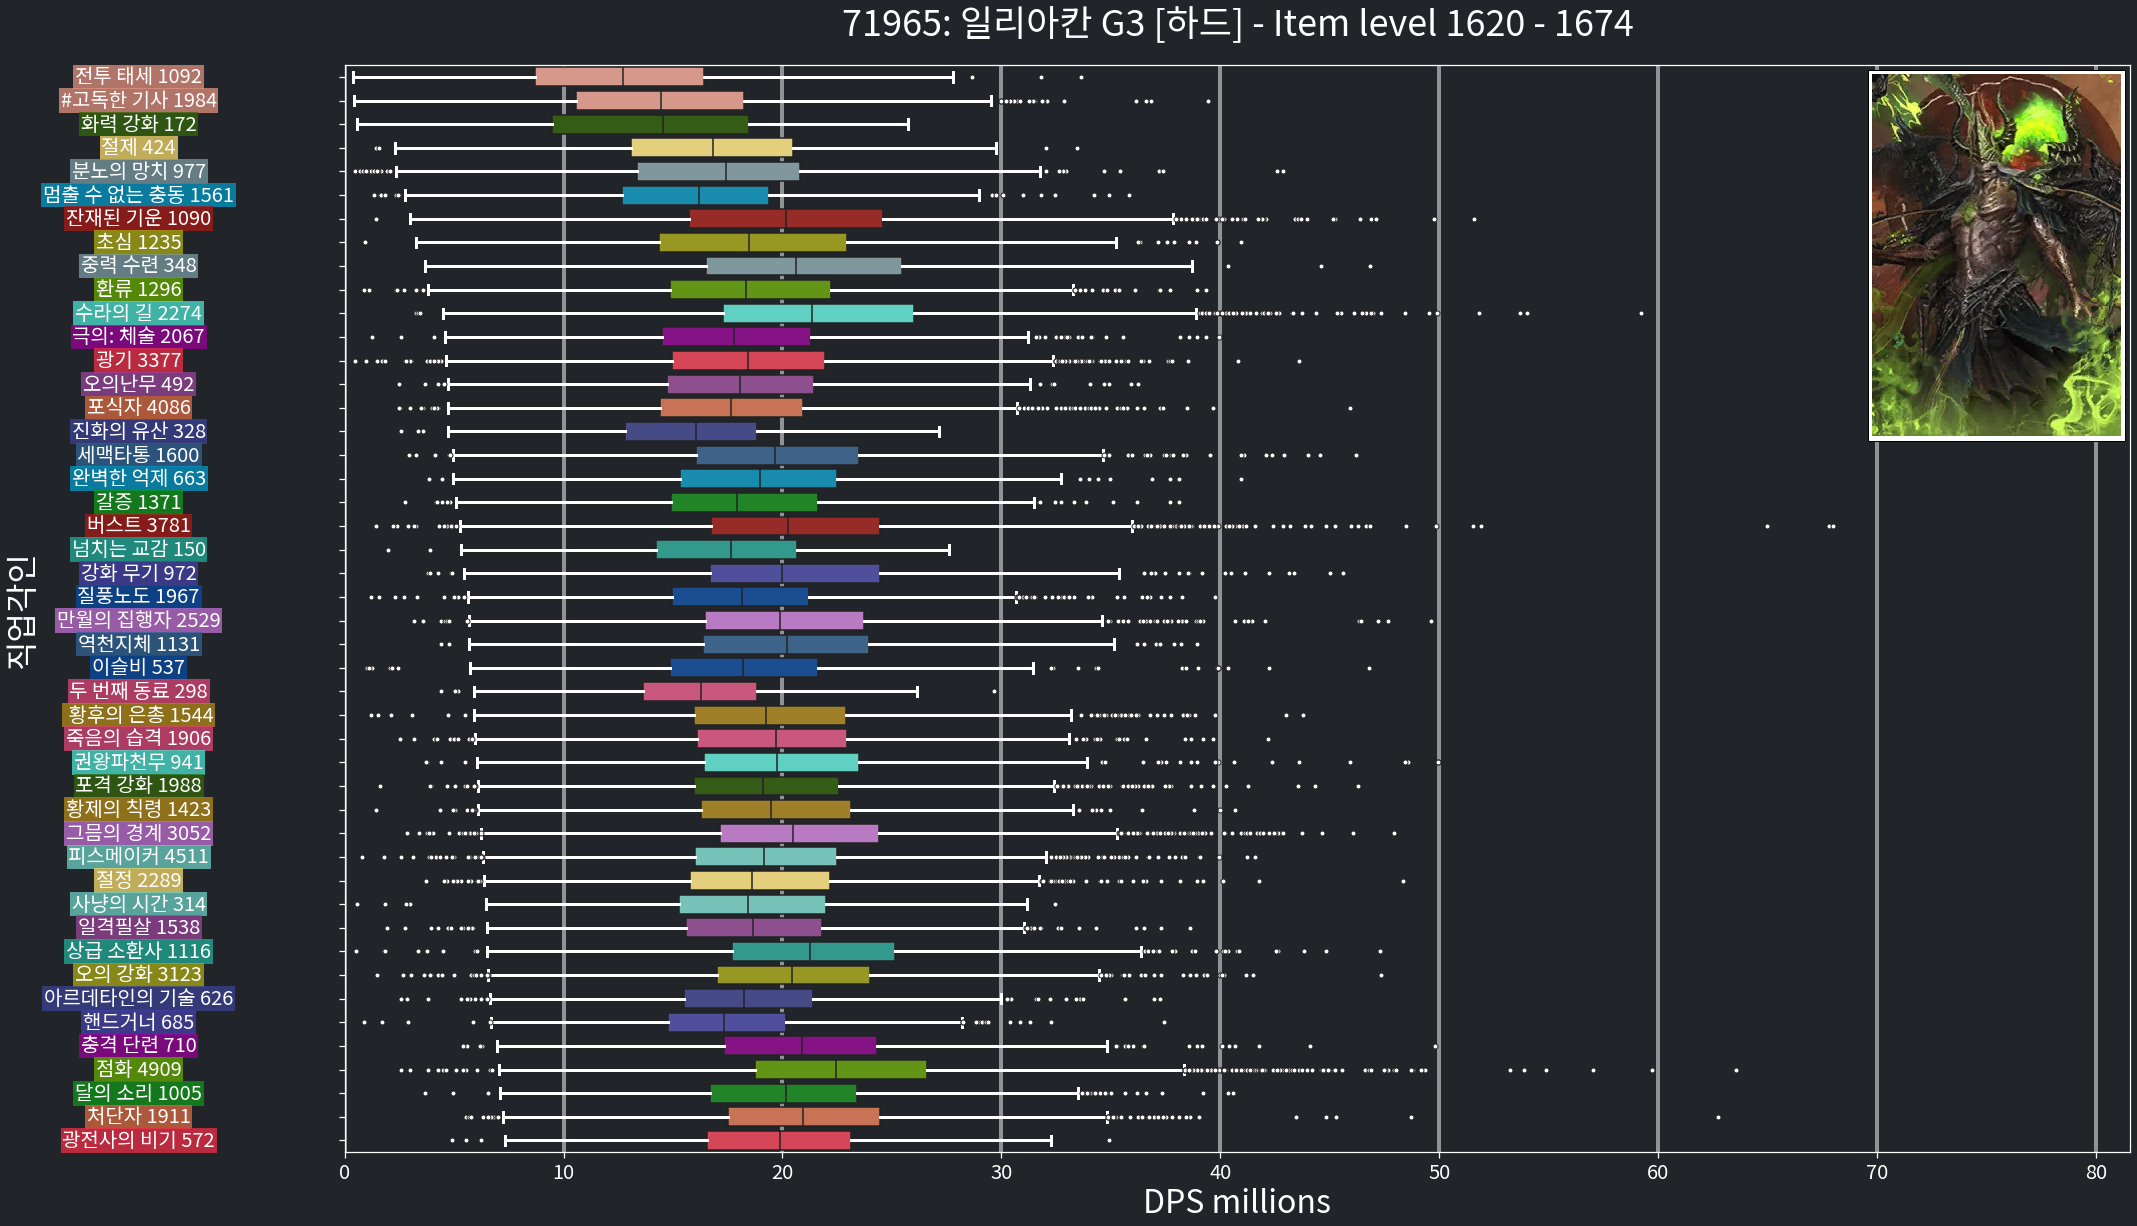 71965: 일리아칸 G3 [하드] - Item level 1620 - 1674
직업각인
전투 태세 1092
#고독한 기사 1984
화력 강화 172
절제 424
분노의 망치 977
멈출 수 없는 충동 1561
잔재된 기운 1090
초심 1235
중력 수련 348
환류 1296
수라의 길 2274
극의: 체술 2067
광기 3377
오의난무 492
포식자 4086
진화의 유산 328
세맥타통 1600
완벽한 억제 663
갈증 1371
버스트 3781
넘치는 교감 150
강화 무기 972
질풍노도 1967
만월의 집행자 2529
역천지체 1131
이슬비 537
두 번째 동료 298
황후의 은총 1544
죽음의 습격 1906
권왕파천무 941
포격 강화 1988
황제의 칙령 1423
그믐의 경계 3052
피스메이커 4511
절정 2289
사냥의 시간 314
일격필살 1538
상급 소환사 1116
오의 강화 3123
아르데타인의 기술 626
핸드거너 685
충격 단련 710
점화 4909
달의 소리 1005
처단자 1911
광전사의 비기 572
0 10 20 30 40 50 60 70 80
DPS millions